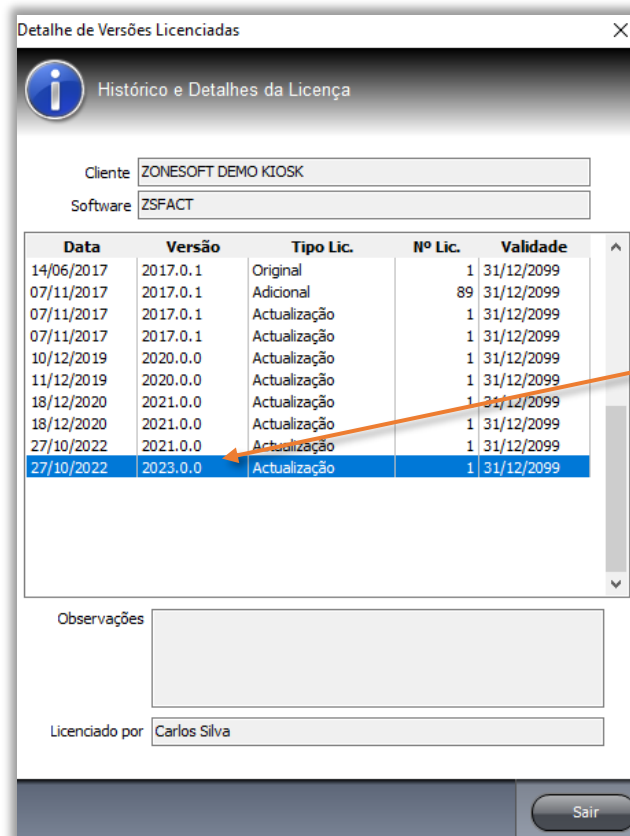 Detalhe de Versões Licenciadas
Histórico e Detalhes da Licença
Cliente ZONESOFT DEMO KIOSK
Software ZSFACT
Data Versão Tipo Lic. Nº Lic. Validade
14/06/2017 2017.0.1 Original 1 31/12/2099
07/11/2017 2017.0.1 Adicional 89 31/12/2099
07/11/2017 2017.0.1 Actualização 1 31/12/2099
07/11/2017 2017.0.1 Actualização 1 31/12/2099
10/12/2019 2020.0.0 Actualização 1 31/12/2099
11/12/2019 2020.0.0 Actualização 1 31/12/2099
18/12/2020 2021.0.0 Actualização 1 31/12/2099
18/12/2020 2021.0.0 Actualização 1 31/12/2099
27/10/2022 2021.0.0 Actualização 1 31/12/2099
27/10/2022 2023.0.0 Actualização 1 31/12/2099
Observações
Licenciado por Carlos Silva
Sair